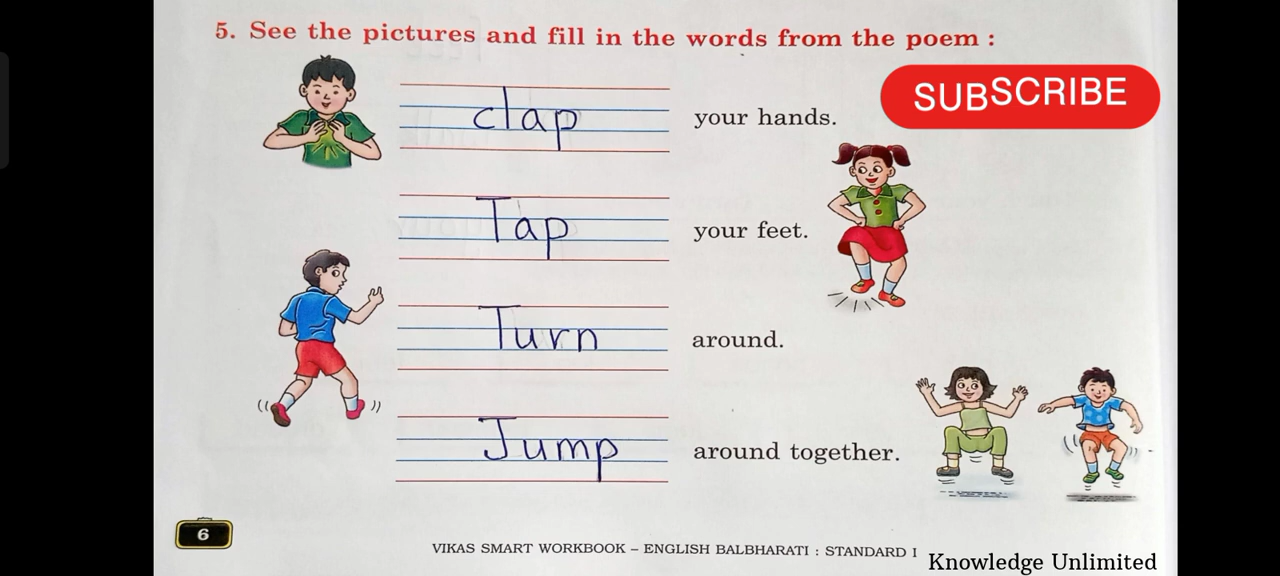 5. See the pictures and fill in the words from the poem :
SUBSCRIBE
clap your hands.
Tap your feet.
Turn around.
Jump around together.
6
VIKAS SMART WORKBOOK – ENGLISH BALBHARATI : STANDARD I
Knowledge Unlimited